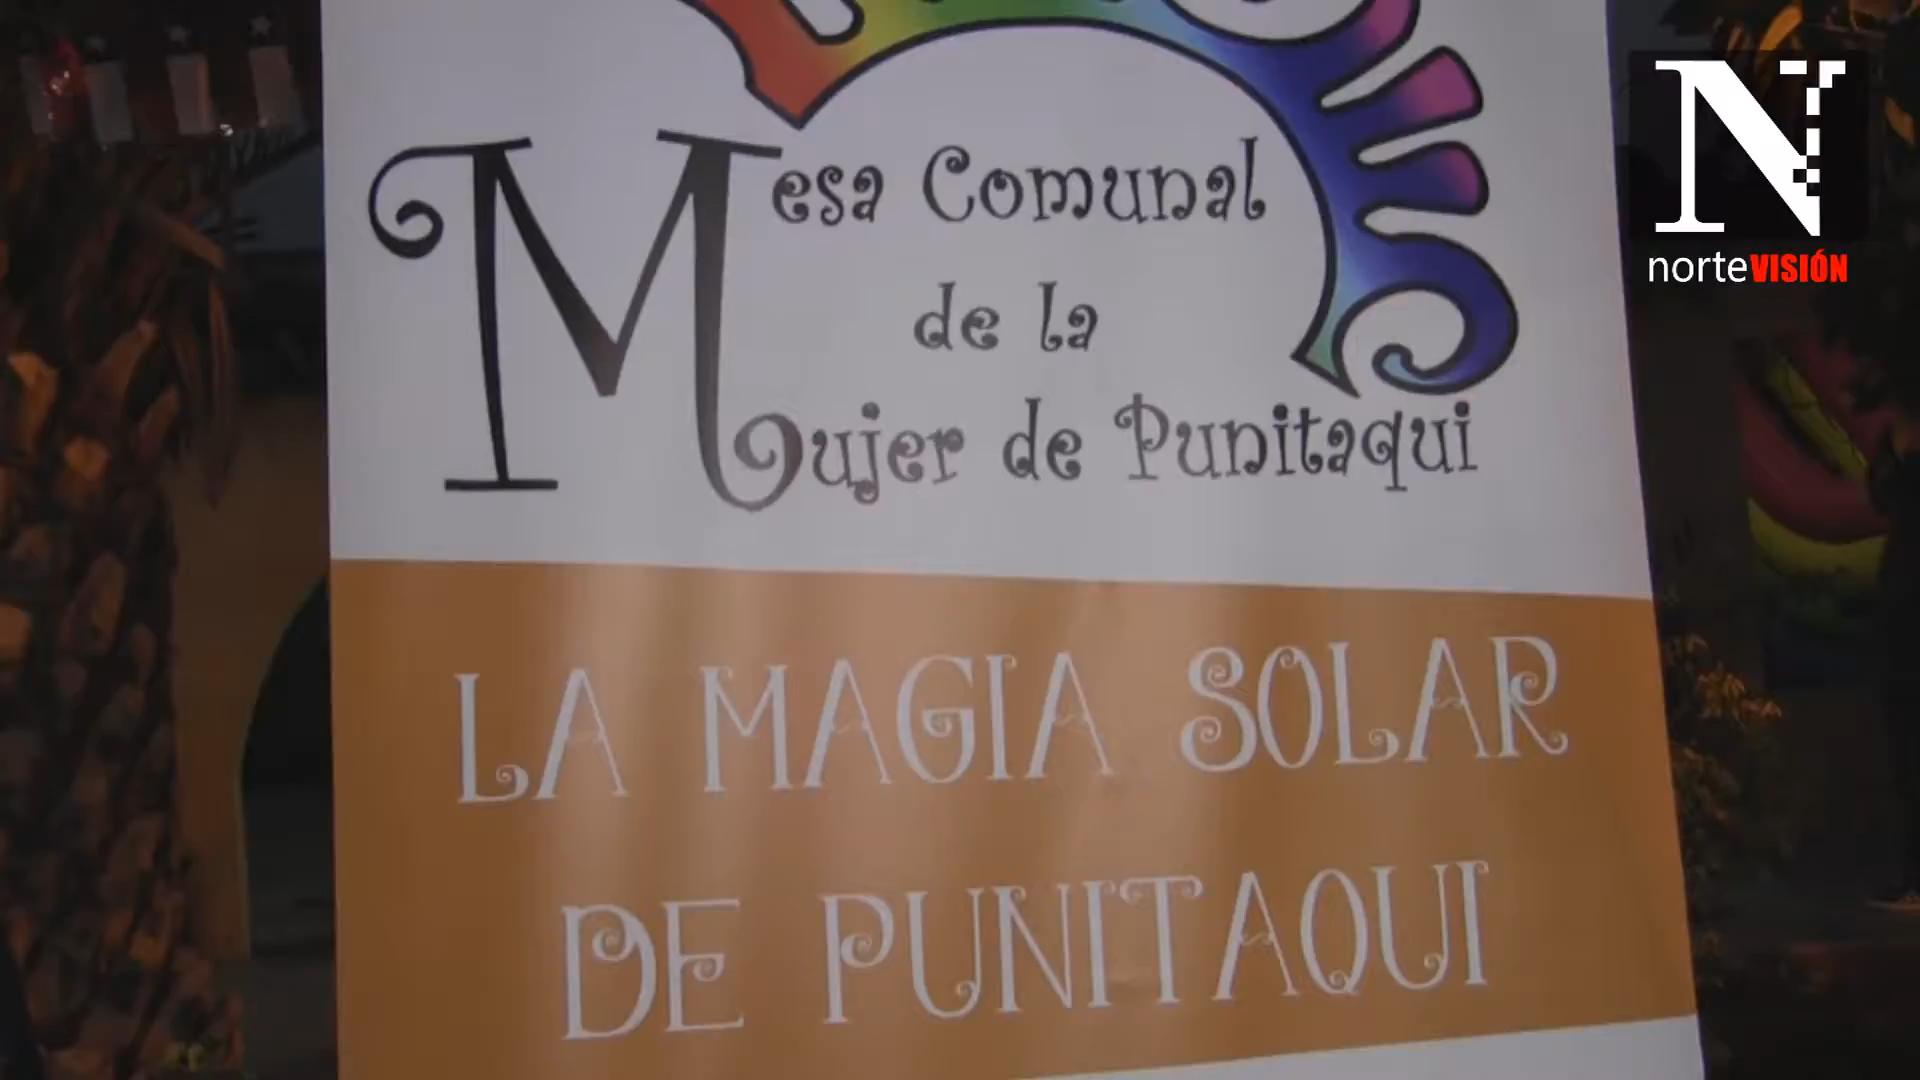 Mesa Comunal
de la
Mujer de Punitaqui
LA MAGIA SOLAR
DE PUNITAQUI
N
norteVISIÓN